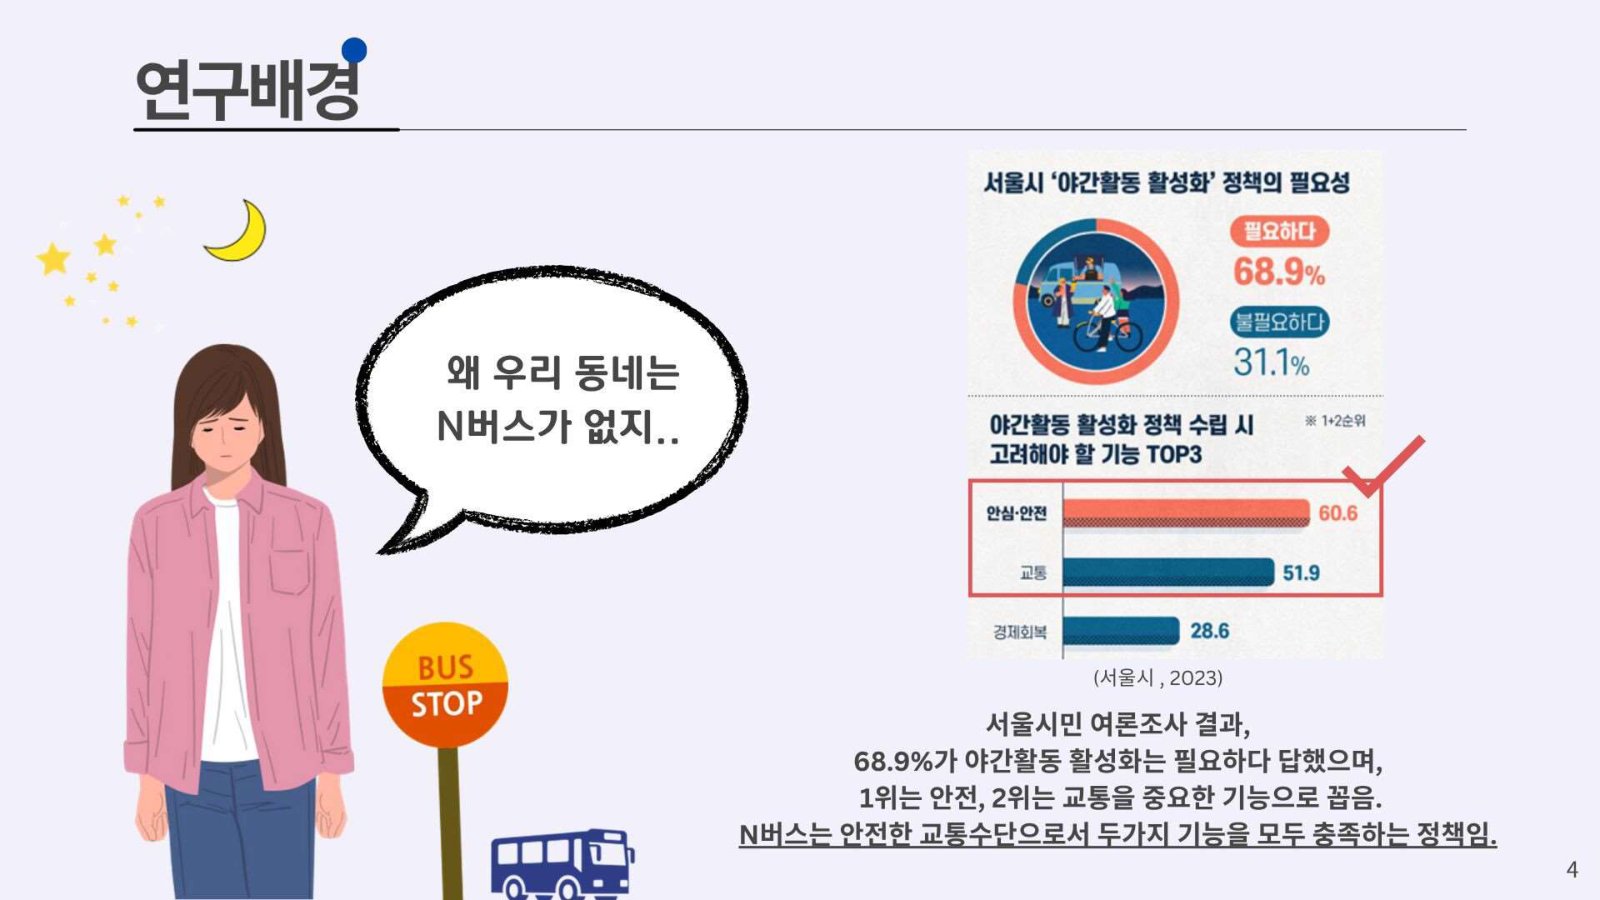 연구배경
왜 우리 동네는
N버스가 없지..
BUS
STOP
서울시 ‘야간활동 활성화’ 정책의 필요성
필요하다
68.9%
불필요하다
31.1%
야간활동 활성화 정책 수립 시
※ 1+2순위
고려해야 할 기능 TOP3
안심·안전 60.6
교통 51.9
경제회복 28.6
(서울시 , 2023)
서울시민 여론조사 결과,
68.9%가 야간활동 활성화는 필요하다 답했으며,
1위는 안전, 2위는 교통을 중요한 기능으로 꼽음.
N버스는 안전한 교통수단으로서 두가지 기능을 모두 충족하는 정책임.
4